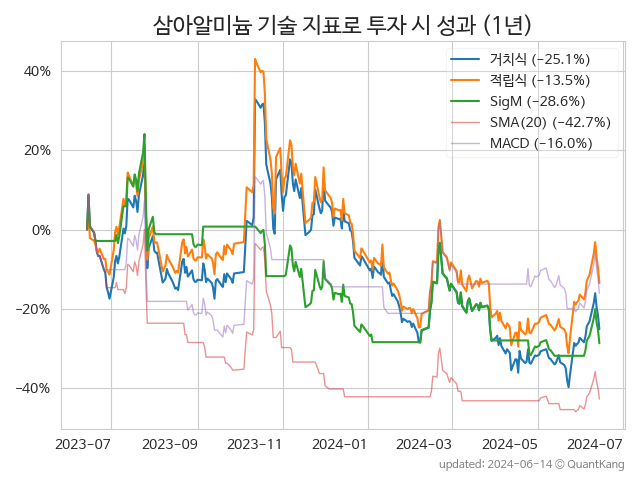 삼아알미늄 기술 지표로 투자 시 성과 (1년)
거치식 (−25.1%)
적립식 (−13.5%)
SigM (−28.6%)
SMA(20) (−42.7%)
MACD (−16.0%)
40%
20%
0%
−20%
−40%
2023-07 2023-09 2023-11 2024-01 2024-03 2024-05 2024-07
updated: 2024-06-14 © QuantKang